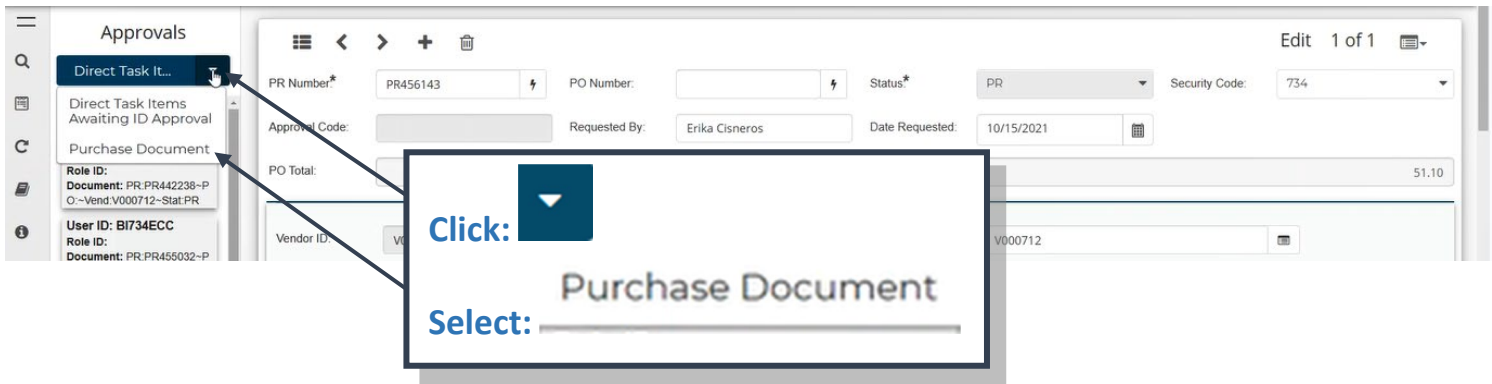 Approvals
Direct Task It...
Direct Task Items
Awaiting ID Approval
Purchase Document
Role ID:
Document: PR:PR442238~P
O:~Vend:V000712~Stat:PR
User ID: BI734ECC
Role ID:
Document: PR:PR455032~P
Edit 1 of 1
PR Number:* PR456143 PO Number: Status:* PR Security Code: 734
Approval Code: Requested By: Erika Cisneros Date Requested: 10/15/2021
PO Total: 51.10
Vendor ID: V0 V000712
Click:
Purchase Document
Select: